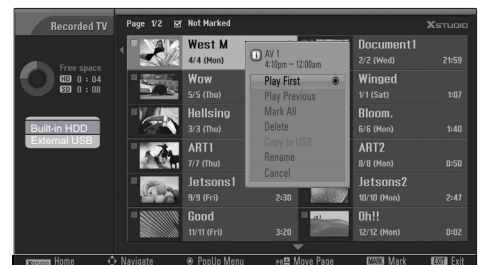 Recorded TV
Page 1/2 Not Marked
XSTUDIO
Free space
HD 0 : 04
SD 0 : 08
Built-in HDD
External USB
West M
4/4 (Mon)
Wow
5/5 (Thu)
Hellsing
3/3 (Thu)
ART1
7/7 (Thu)
Jetsons1
9/9 (Fri) 2:30
Good
11/11 (Fri) 3:20
AV 1
4:10pm ~ 12:00am
Play First
Play Previous
Mark All
Delete
Copy to USB
Rename
Cancel
Document1
2/2 (Wed) 21:59
Winged
1/1 (Sat) 1:07
Bloom.
6/6 (Mon) 1:40
ART2
8/8 (Mon) 0:50
Jetsons2
10/10 (Mon) 2:47
Oh!!
12/12 (Mon) 0:02
Home Navigate PopUp Menu PR Move Page MARK Mark EXIT Exit